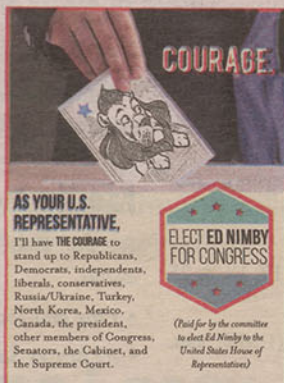 COURAGE.
AS YOUR U.S.
REPRESENTATIVE,
I'll have THE COURAGE to
stand up to Republicans,
Democrats, independents,
liberals, conservatives,
Russia/Ukraine, Turkey,
North Korea, Mexico,
Canada, the president,
other members of Congress,
Senators, the Cabinet, and
the Supreme Court.
ELECT ED NIMBY
FOR CONGRESS
(Paid for by the committee
to elect Ed Nimby to the
United States House of
Representatives)